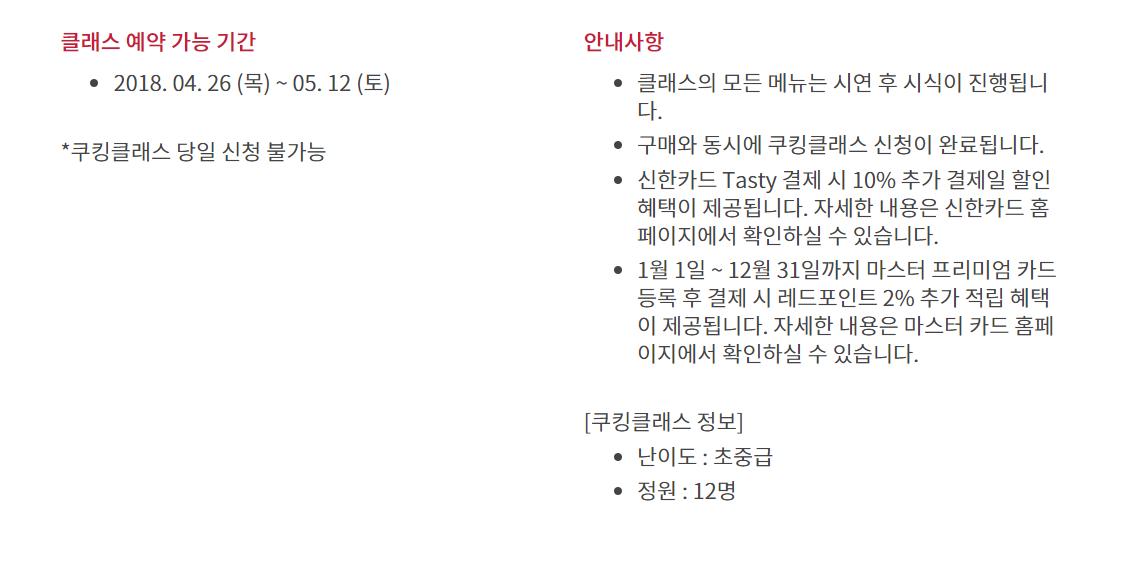 클래스 예약 가능 기간
2018. 04. 26 (목) ~ 05. 12 (토)
*쿠킹클래스 당일 신청 불가능
안내사항
클래스의 모든 메뉴는 시연 후 시식이 진행됩니
다.
구매와 동시에 쿠킹클래스 신청이 완료됩니다.
신한카드 Tasty 결제 시 10% 추가 결제일 할인
혜택이 제공됩니다. 자세한 내용은 신한카드 홈
페이지에서 확인하실 수 있습니다.
1월 1일 ~ 12월 31일까지 마스터 프리미엄 카드
등록 후 결제 시 레드포인트 2% 추가 적립 혜택
이 제공됩니다. 자세한 내용은 마스터 카드 홈페
이지에서 확인하실 수 있습니다.
[쿠킹클래스 정보]
난이도 : 초중급
정원 : 12명